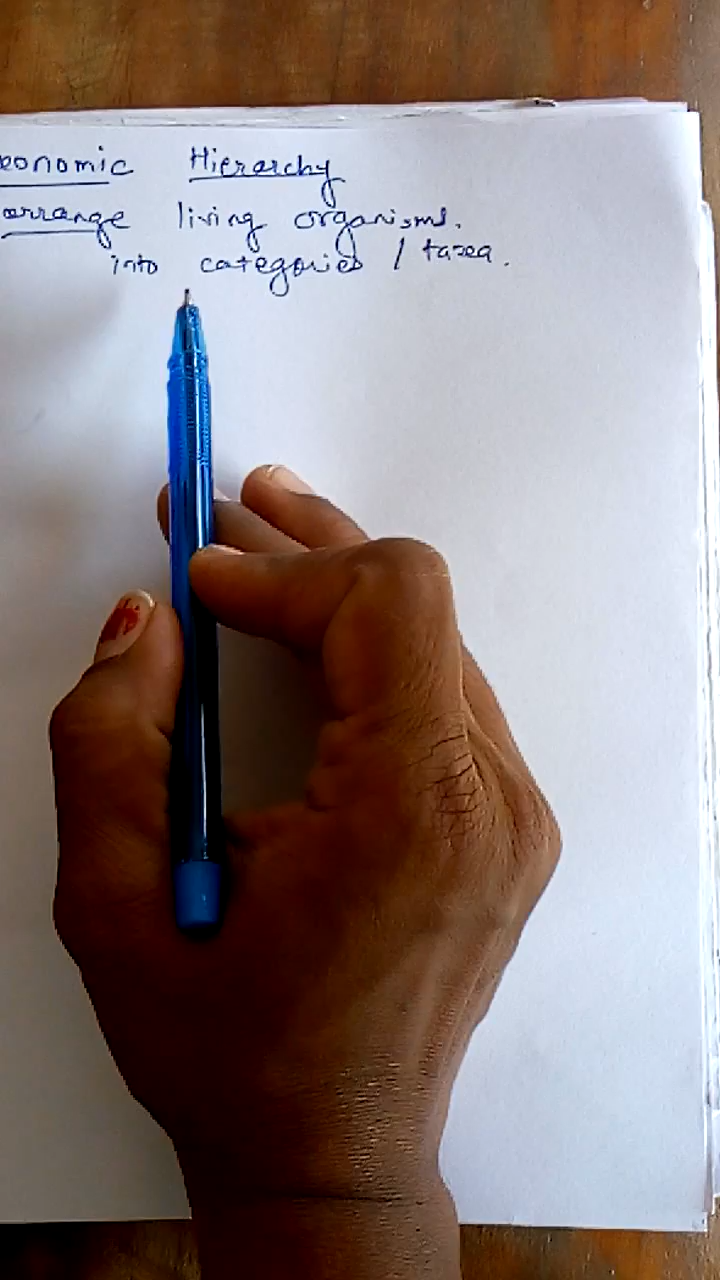 eonomic Hierarchy
arrange living organisms.
into categories / taxa.